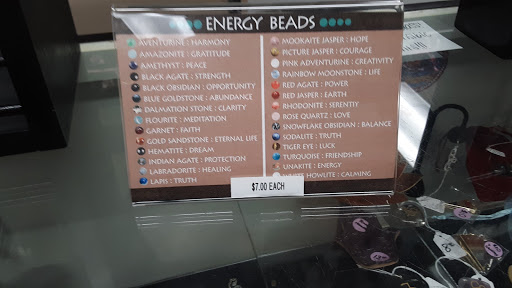 ENERGY BEADS
AVENTURINE : HARMONY
AMAZONITE : GRATITUDE
AMETHYST : PEACE
BLACK AGATE : STRENGTH
BLACK OBSIDIAN : OPPORTUNITY
BLUE GOLDSTONE : ABUNDANCE
DALMATION STONE : CLARITY
FLOURITE : MEDITATION
GARNET : FAITH
GOLD SANDSTONE : ETERNAL LIFE
HEMATITE : DREAM
INDIAN AGATE : PROTECTION
LABRADORITE : HEALING
LAPIS : TRUTH
MOOKAITE JASPER : HOPE
PICTURE JASPER : COURAGE
PINK ADVENTURINE : CREATIVITY
RAINBOW MOONSTONE : LIFE
RED AGATE : POWER
RED JASPER : EARTH
RHODONITE : SERENTIY
ROSE QUARTZ : LOVE
SNOWFLAKE OBSIDIAN : BALANCE
SODALITE : TRUTH
TIGER EYE : LUCK
TURQUOISE : FRIENDSHIP
UNAKITE : ENERGY
HOWLITE : CALMING
$7.00 EACH